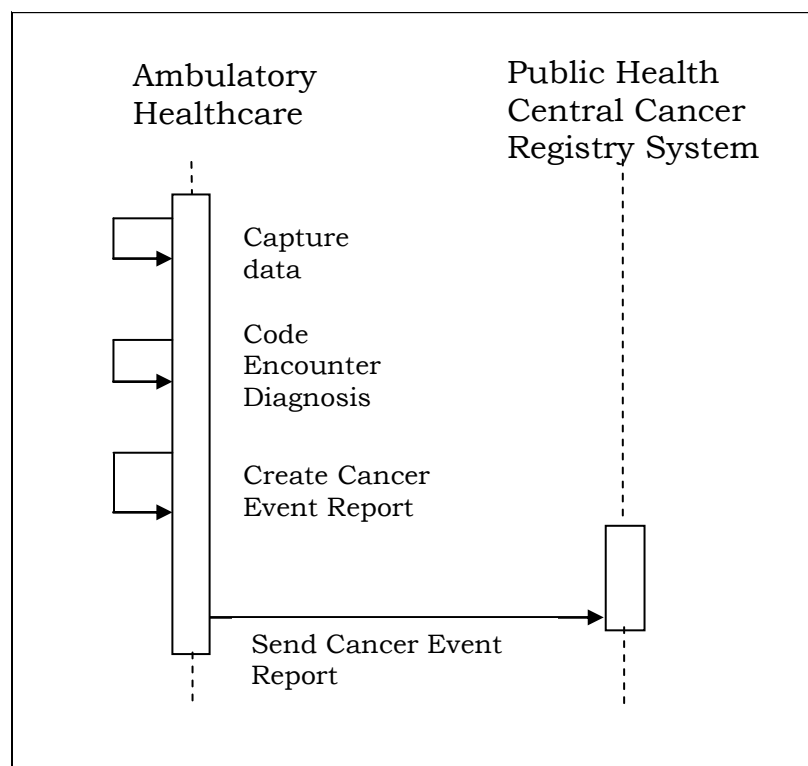 Ambulatory
Healthcare
Public Health
Central Cancer
Registry System
Capture
data
Code
Encounter
Diagnosis
Create Cancer
Event Report
Send Cancer Event
Report